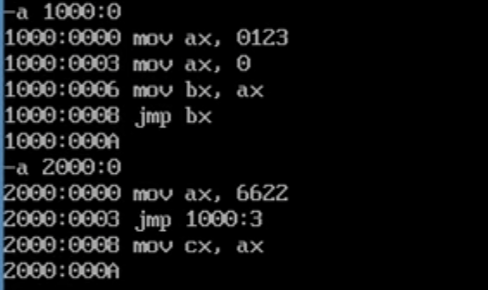 -a 1000:0
1000:0000 mov ax, 0123
1000:0003 mov ax, 0
1000:0006 mov bx, ax
1000:0008 jmp bx
1000:000A
-a 2000:0
2000:0000 mov ax, 6622
2000:0003 jmp 1000:3
2000:0008 mov cx, ax
2000:000A